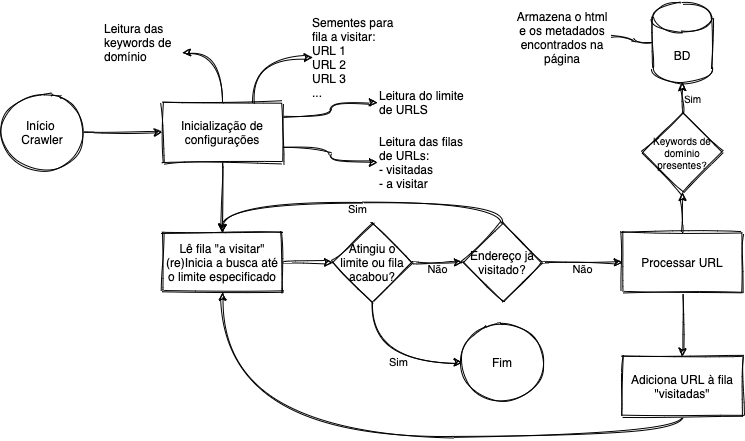 Leitura das
keywords de
domínio
Sementes para
fila a visitar:
URL 1
URL 2
URL 3
...
Armazena o html
e os metadados
encontrados na
página
BD
Sim
Início
Crawler
Inicialização de
configurações
Leitura do limite
de URLS
Leitura das filas
de URLs:
- visitadas
- a visitar
Keywords de
domínio
presentes?
Sim
Lê fila "a visitar"
(re)Inicia a busca até
o limite especificado
Atingiu o
limite ou fila
acabou?
Não
Endereço já
visitado?
Não
Processar URL
Sim
Fim
Adiciona URL à fila
"visitadas"